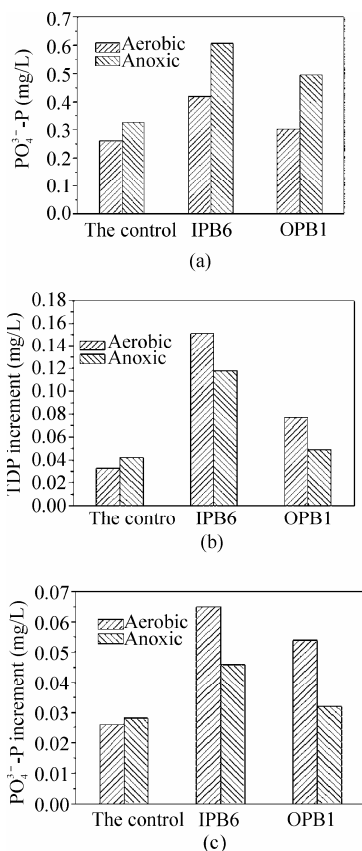 0.7
0.6
0.5
0.4
0.3
0.2
0.1
0.0
PO₄³⁻-P (mg/L)
Aerobic
Anoxic
The control IPB6 OPB1
(a)
0.18
0.16
0.14
0.12
0.10
0.08
0.06
0.04
0.02
0.00
TDP increment (mg/L)
Aerobic
Anoxic
The control IPB6 OPB1
(b)
0.07
0.06
0.05
0.04
0.03
0.02
0.01
0.00
PO₄³⁻-P increment (mg/L)
Aerobic
Anoxic
The control IPB6 OPB1
(c)